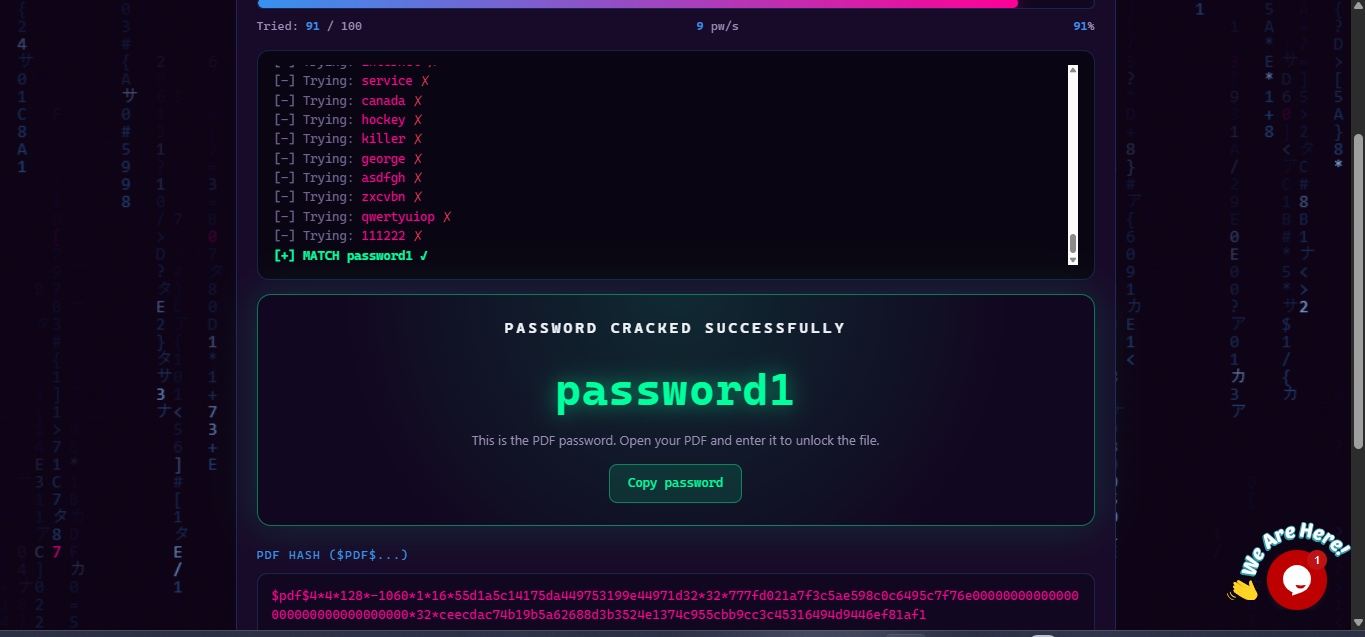 Tried: 91 / 100
9 pw/s
91%
[-] Trying: service ✗
[-] Trying: canada ✗
[-] Trying: hockey ✗
[-] Trying: killer ✗
[-] Trying: george ✗
[-] Trying: asdfgh ✗
[-] Trying: zxcvbn ✗
[-] Trying: qwertyuiop ✗
[-] Trying: 111222 ✗
[+] MATCH password1 ✓
PASSWORD CRACKED SUCCESSFULLY
password1
This is the PDF password. Open your PDF and enter it to unlock the file.
Copy password
PDF HASH ($PDF$...)
$pdf$4*4*128*-1060*1*16*55d1a5c14175da449753199e44971d32*32*777fd021a7f3c5ae598c0c6495c7f76e00000000000000
000000000000000000*32*ceecdac74b19b5a62688d3b3524e1374c955cbb9cc3c45316494d9446ef81af1
We Are Here!
1